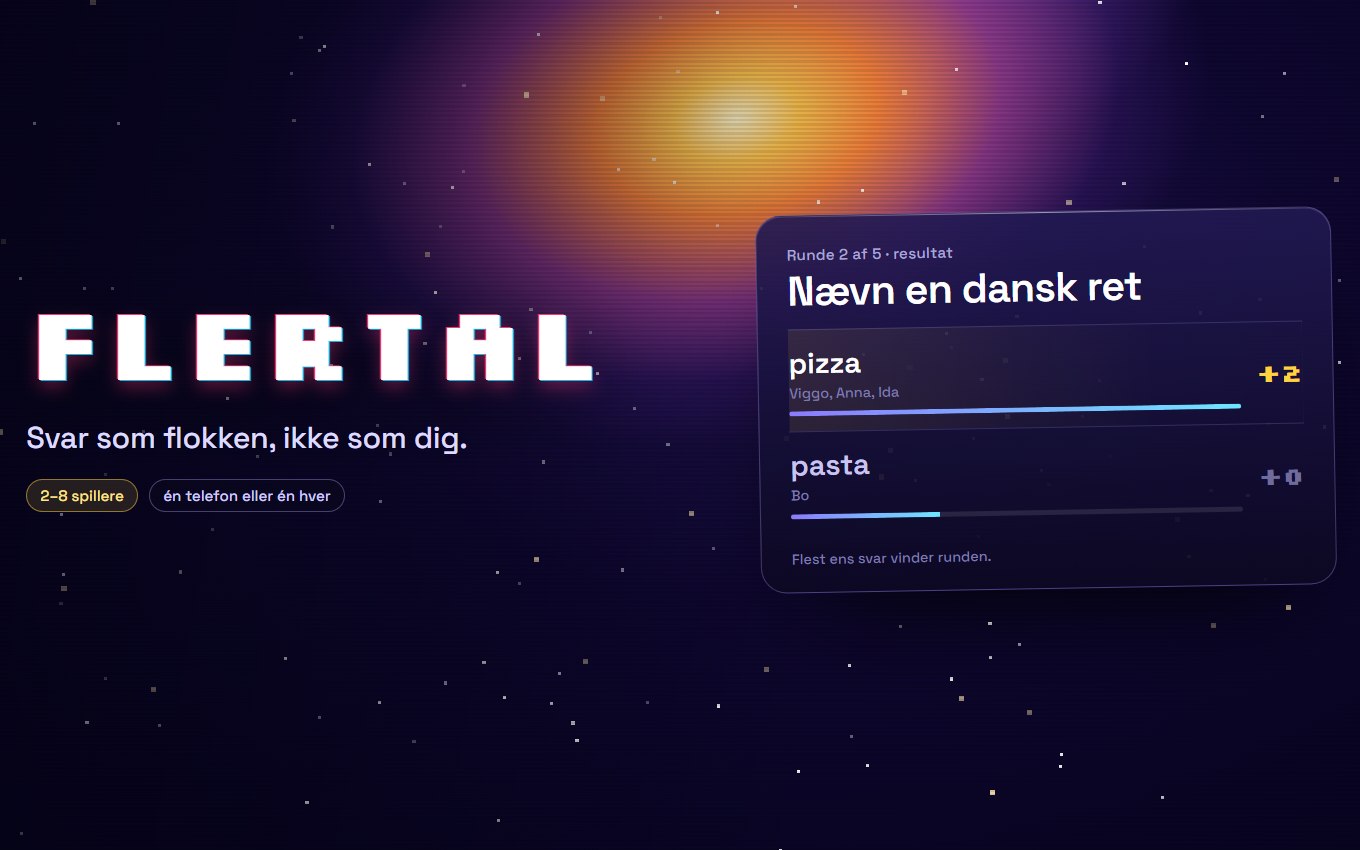 FLERTAL
Svar som flokken, ikke som dig.
2–8 spillere
én telefon eller én hver
Runde 2 af 5 · resultat
Nævn en dansk ret
pizza
Viggo, Anna, Ida
+2
pasta
Bo
+0
Flest ens svar vinder runden.